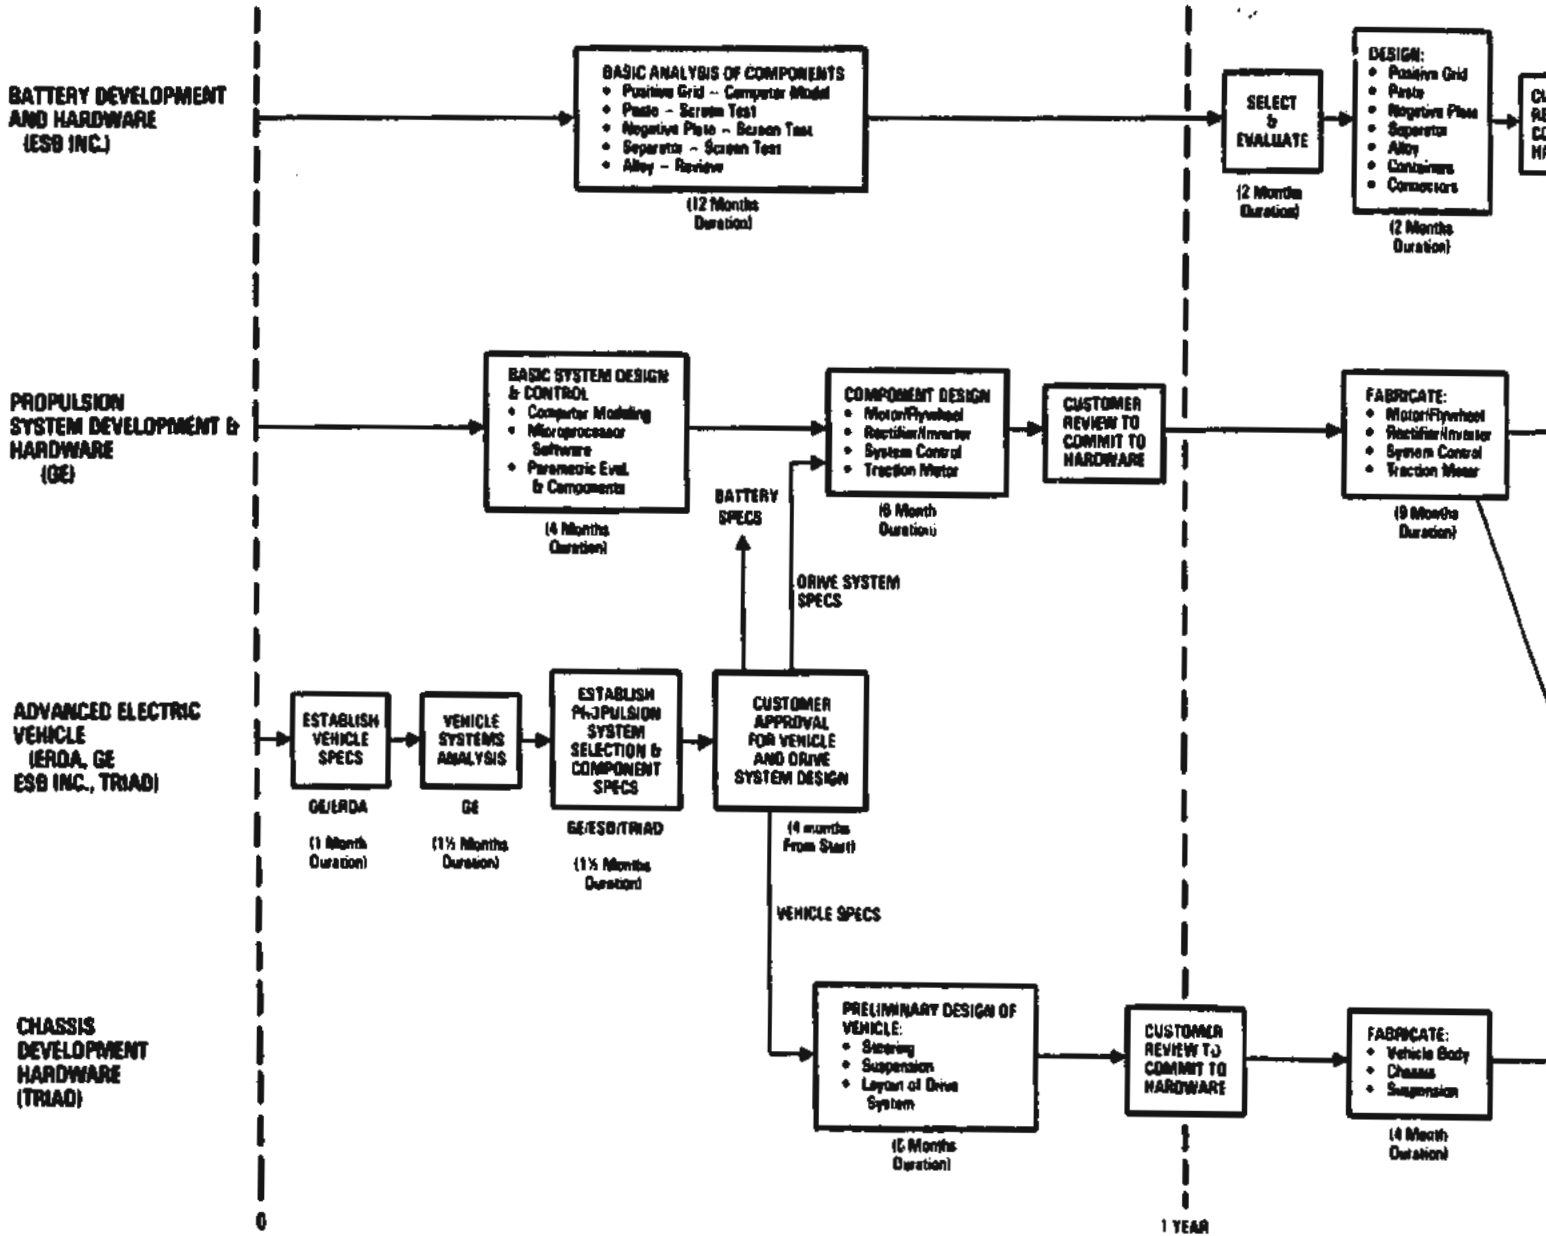 BATTERY DEVELOPMENT
AND HARDWARE
(ESB INC.)
BASIC ANALYSIS OF COMPONENTS
• Positive Grid – Computer Model
• Paste – Screen Test
• Negative Plate – Screen Test
• Separator – Screen Test
• Alloy – Review
(12 Months
Duration)
SELECT
&
EVALUATE
(2 Months
Duration)
DESIGN:
• Positive Grid
• Paste
• Negative Plate
• Separator
• Alloy
• Containers
• Connectors
(2 Months
Duration)
PROPULSION
SYSTEM DEVELOPMENT &
HARDWARE
(GE)
BASIC SYSTEM DESIGN
& CONTROL
• Computer Modeling
• Microprocessor
Software
• Parametric Eval.
& Components
(4 Months
Duration)
BATTERY
SPECS
COMPONENT DESIGN
• Motor/Flywheel
• Rectifier/Inverter
• System Control
• Traction Motor
Month
Duration)
CUSTOMER
REVIEW TO
COMMIT TO
HARDWARE
FABRICATE:
• Motor/Flywheel
• Rectifier/Inverter
• System Control
• Traction Motor
(9 Months
Duration)
DRIVE SYSTEM
SPECS
ADVANCED ELECTRIC
VEHICLE
(ERDA, GE
ESB INC., TRIAD)
ESTABLISH
VEHICLE
SPECS
GE/ERDA
(1 Month
Duration)
VEHICLE
SYSTEMS
ANALYSIS
GE
(1½ Months
Duration)
ESTABLISH
PROPULSION
SYSTEM
SELECTION &
COMPONENT
SPECS
GE/ESB/TRIAD
(1½ Months
Duration)
CUSTOMER
APPROVAL
FOR VEHICLE
AND DRIVE
SYSTEM DESIGN
(4 months
From Start)
VEHICLE SPECS
CHASSIS
DEVELOPMENT
HARDWARE
(TRIAD)
PRELIMINARY DESIGN OF
VEHICLE:
• Steering
• Suspension
• Layout of Drive
System
Months
Duration)
CUSTOMER
REVIEW TO
COMMIT TO
HARDWARE
FABRICATE:
• Vehicle Body
• Chassis
• Suspension
(4 Month
Duration)
0
1 YEAR